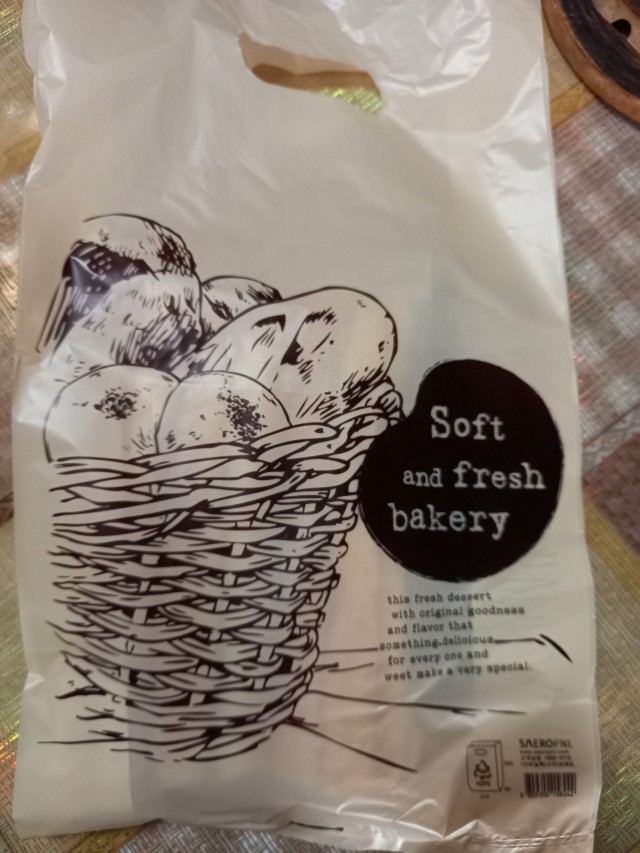 Soft
and fresh
bakery
this fresh dessert
with original goodness
and flavor that
something.delicious
for every one and
weet make a very special.
SAEROPNL
HDPE